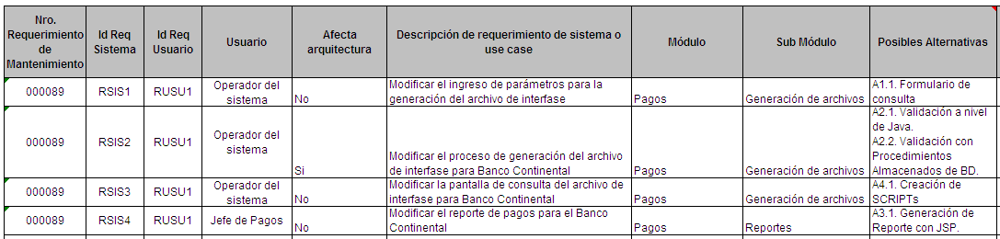 Nro.
Requerimiento
de
Mantenimiento
Id Req
Sistema
Id Req
Usuario
Usuario
Afecta
arquitectura
Descripción de requerimiento de sistema o
use case
Módulo
Sub Módulo
Posibles Alternativas
000089
RSIS1
RUSU1
Operador del
sistema
No
Modificar el ingreso de parámetros para la
generación del archivo de interfase
Pagos
Generación de archivos
A1.1. Formulario de
consulta
000089
RSIS2
RUSU1
Operador del
sistema
Si
Modificar el proceso de generación del archivo
de interfase para Banco Continental
Pagos
Generación de archivos
A2.1. Validación a nivel
de Java.
A2.2. Validación con
Procedimientos
Almacenados de BD.
000089
RSIS3
RUSU1
Operador del
sistema
No
Modificar la pantalla de consulta del archivo de
interfase para Banco Continental
Pagos
Generación de archivos
A4.1. Creación de
SCRIPTs
000089
RSIS4
RUSU1
Jefe de Pagos
No
Modificar el reporte de pagos para el Banco
Continental
Pagos
Reportes
A3.1. Generación de
Reporte con JSP.